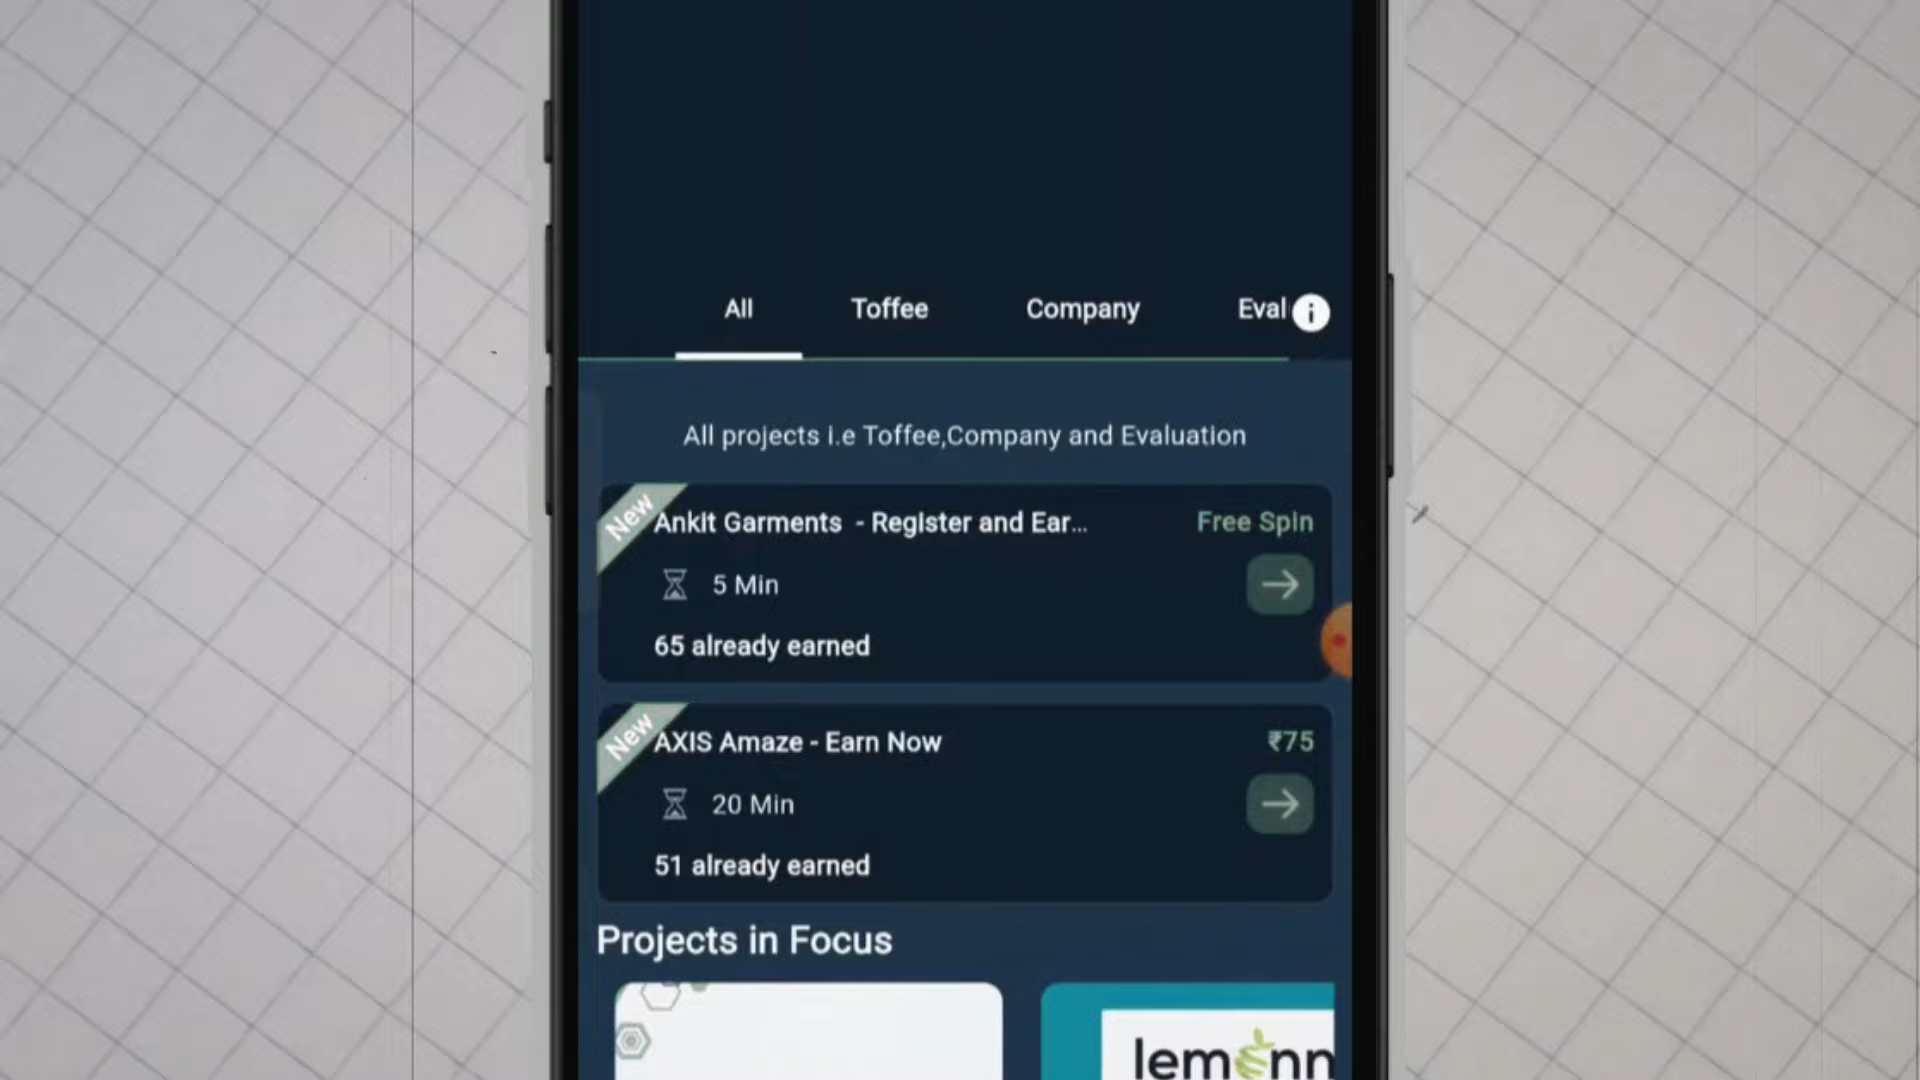 All Toffee Company Eval
All projects i.e Toffee,Company and Evaluation
New
Ankit Garments - Register and Ear...
Free Spin
5 Min
65 already earned
New
AXIS Amaze - Earn Now
₹75
20 Min
51 already earned
Projects in Focus
lemonn